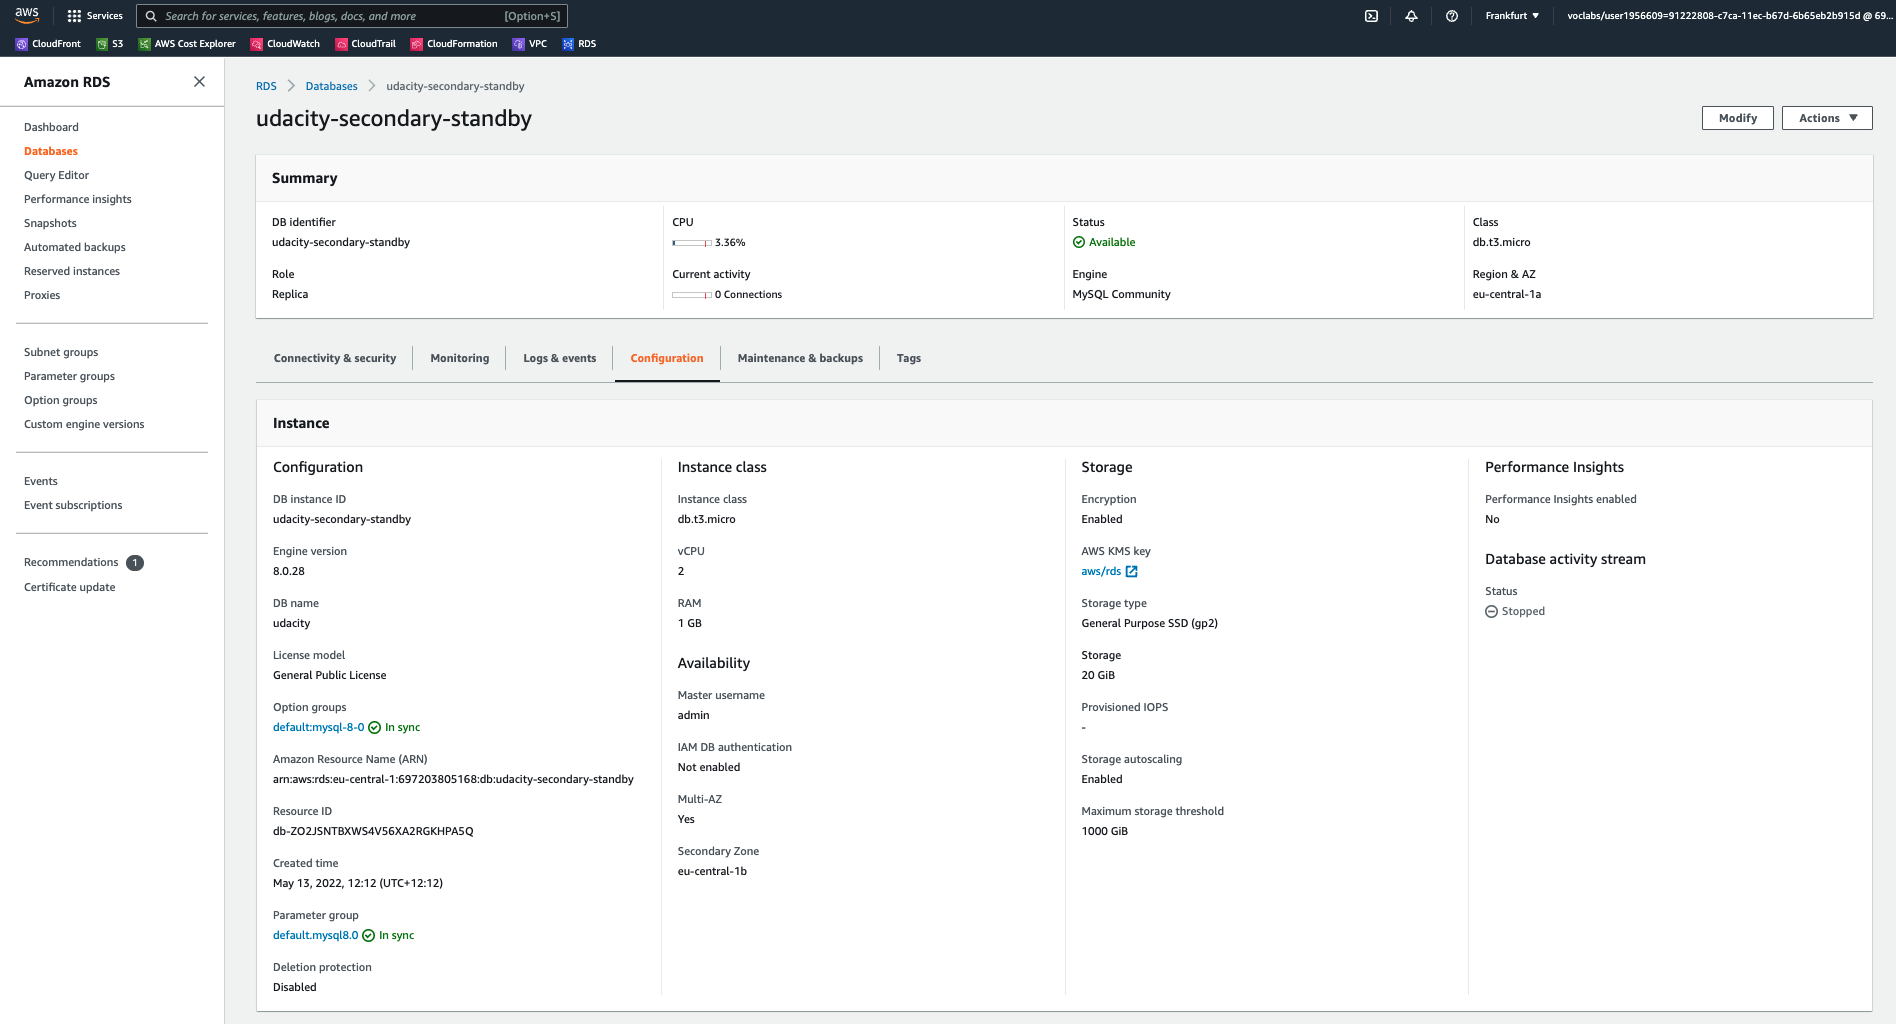 aws
Services
Search for services, features, blogs, docs, and more
[Option+S]
Frankfurt ▼
voclabs/user1956609=91222808-c7ca-11ec-b67d-6b65eb2b915d @ 69...
CloudFront
S3
AWS Cost Explorer
CloudWatch
CloudTrail
CloudFormation
VPC
RDS
Amazon RDS
Dashboard
Databases
Query Editor
Performance insights
Snapshots
Automated backups
Reserved instances
Proxies
Subnet groups
Parameter groups
Option groups
Custom engine versions
Events
Event subscriptions
Recommendations 1
Certificate update
RDS > Databases > udacity-secondary-standby
udacity-secondary-standby
Modify
Actions ▼
Summary
DB identifier
udacity-secondary-standby
Role
Replica
CPU
3.36%
Current activity
0 Connections
Status
Available
Engine
MySQL Community
Class
db.t3.micro
Region & AZ
eu-central-1a
Connectivity & security
Monitoring
Logs & events
Configuration
Maintenance & backups
Tags
Instance
Configuration
DB instance ID
udacity-secondary-standby
Engine version
8.0.28
DB name
udacity
License model
General Public License
Option groups
default:mysql-8-0 In sync
Amazon Resource Name (ARN)
arn:aws:rds:eu-central-1:697203805168:db:udacity-secondary-standby
Resource ID
db-ZO2JSNTBXWS4V56XA2RGKHPA5Q
Created time
May 13, 2022, 12:12 (UTC+12:12)
Parameter group
default.mysql8.0 In sync
Deletion protection
Disabled
Instance class
Instance class
db.t3.micro
vCPU
2
RAM
1 GB
Availability
Master username
admin
IAM DB authentication
Not enabled
Multi-AZ
Yes
Secondary Zone
eu-central-1b
Storage
Encryption
Enabled
AWS KMS key
aws/rds
Storage type
General Purpose SSD (gp2)
Storage
20 GiB
Provisioned IOPS
-
Storage autoscaling
Enabled
Maximum storage threshold
1000 GiB
Performance Insights
Performance Insights enabled
No
Database activity stream
Status
Stopped